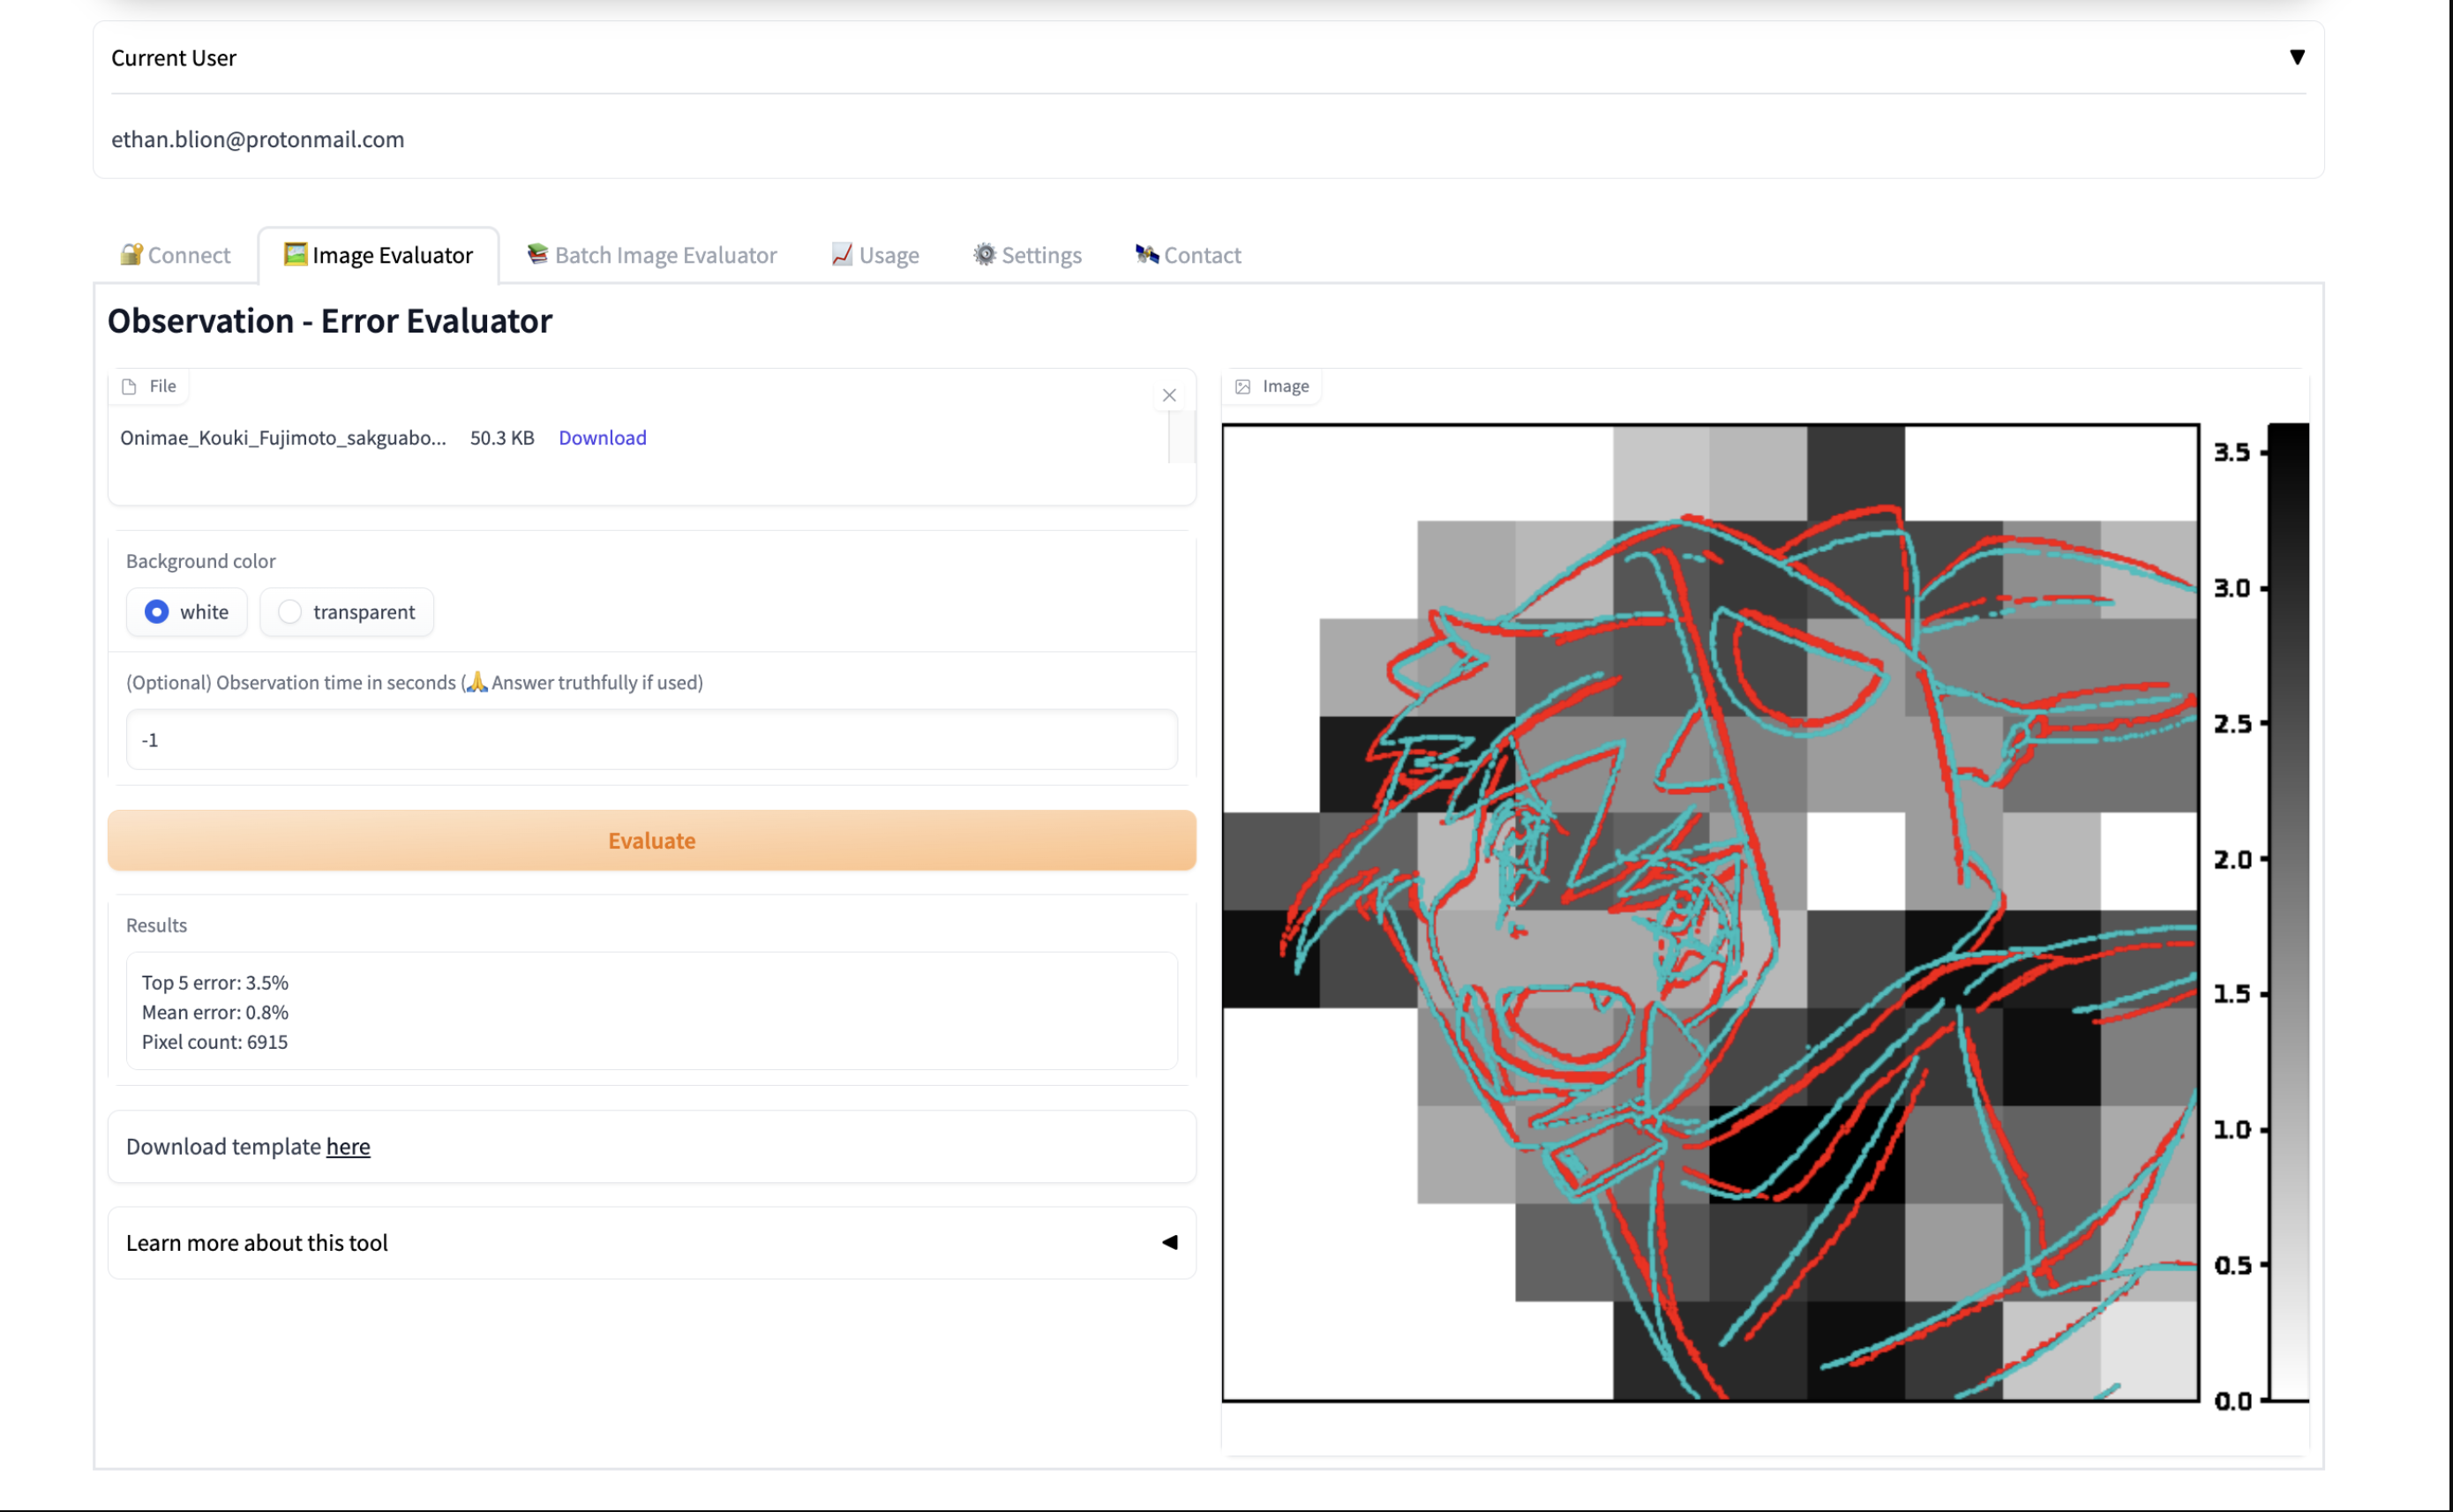 Current User
ethan.blion@protonmail.com
Connect
Image Evaluator
Batch Image Evaluator
Usage
Settings
Contact
Observation - Error Evaluator
File
Onimae_Kouki_Fujimoto_sakguabo... 50.3 KB Download
Background color
white
transparent
(Optional) Observation time in seconds (🙏 Answer truthfully if used)
-1
Evaluate
Results
Top 5 error: 3.5%
Mean error: 0.8%
Pixel count: 6915
Download template here
Learn more about this tool
Image
3.5
3.0
2.5
2.0
1.5
1.0
0.5
0.0